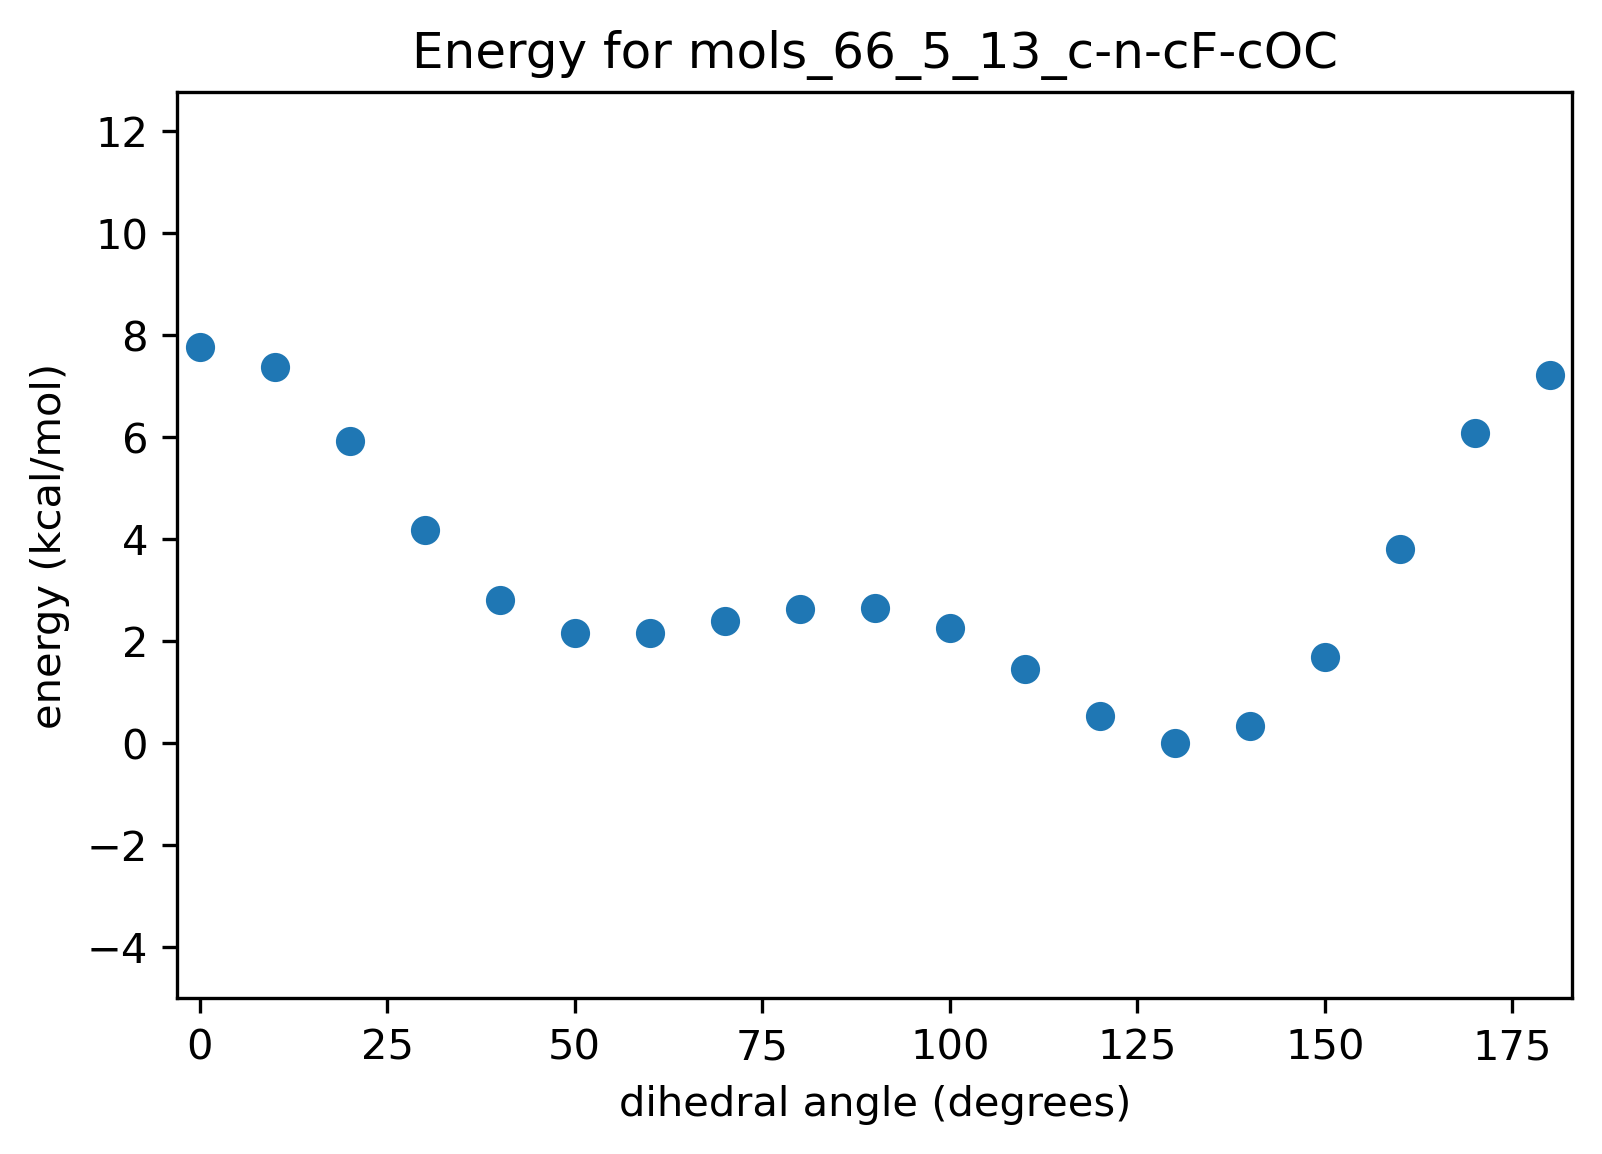 Energy for mols_66_5_13_c-n-cF-cOC
12
10
8
6
4
2
0
−2
−4
energy (kcal/mol)
0 25 50 75 100 125 150 175
dihedral angle (degrees)